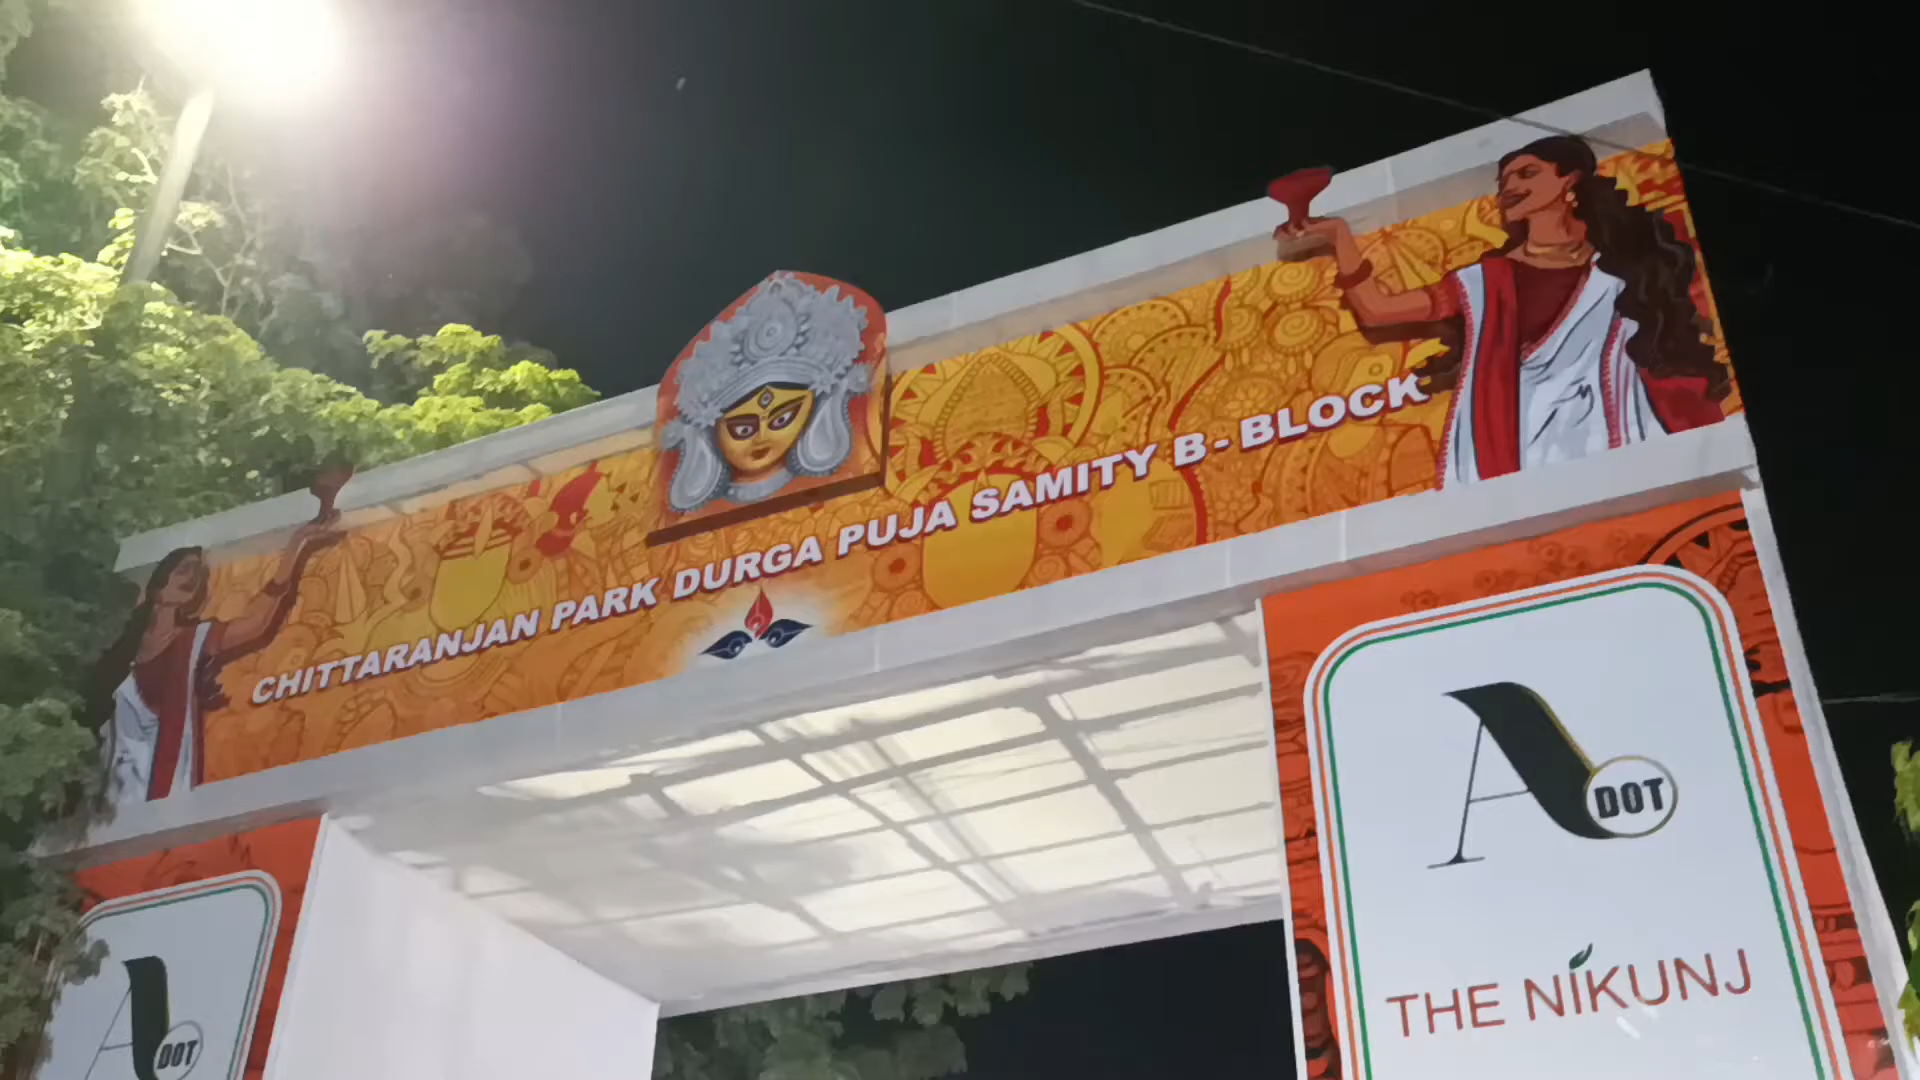 CHITTARANJAN PARK DURGA PUJA SAMITY B-BLOCK
A DOT
THE NIKUNJ
A DOT